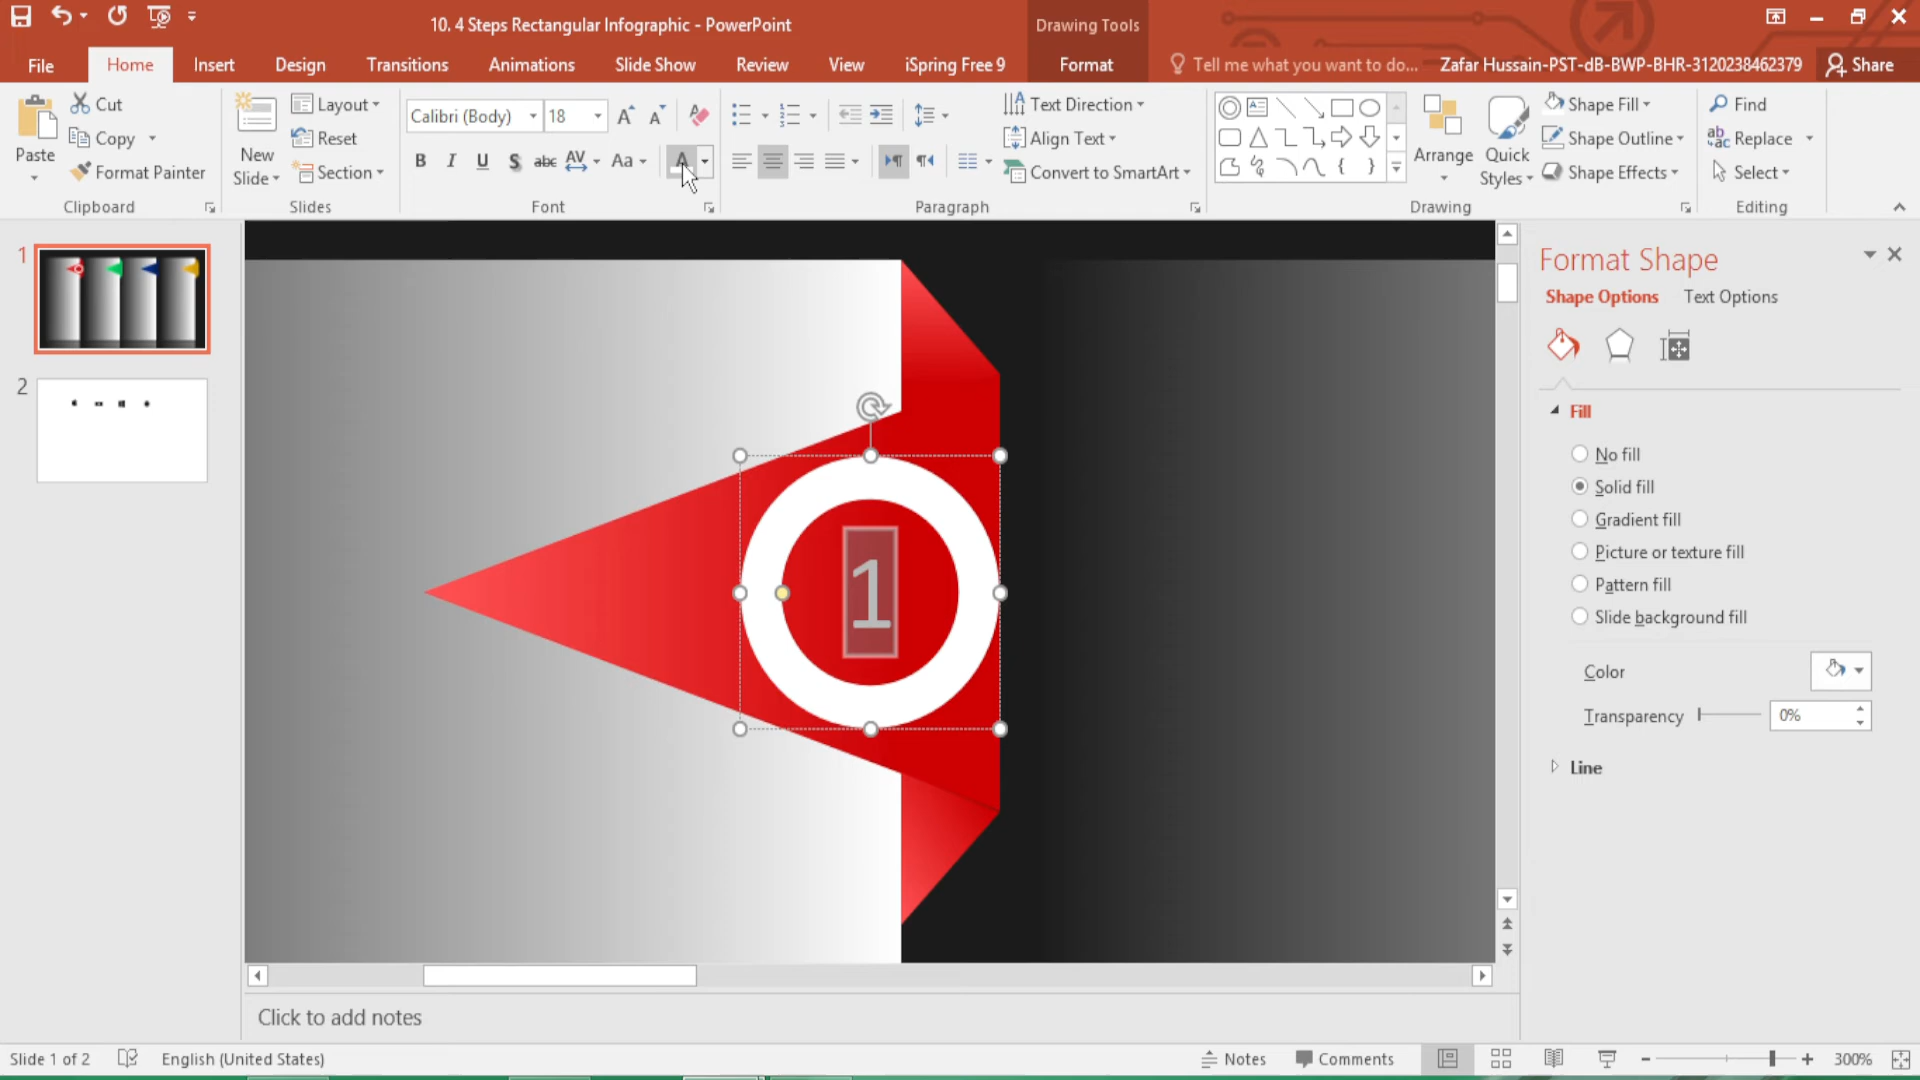 10. 4 Steps Rectangular Infographic - PowerPoint
Drawing Tools
File
Home
Insert
Design
Transitions
Animations
Slide Show
Review
View
iSpring Free 9
Format
Tell me what you want to do...
Zafar Hussain-PST-dB-BWP-BHR-3120238462379
Share
Paste
Cut
Copy
Format Painter
Clipboard
New
Slide
Layout
Reset
Section
Slides
Calibri (Body)
18
B I U S abc AV Aa A
Font
Text Direction
Align Text
Convert to SmartArt
Paragraph
Arrange
Quick
Styles
Shape Fill
Shape Outline
Shape Effects
Drawing
Find
Replace
Select
Editing
1
2
1
Format Shape
Shape Options
Text Options
Fill
No fill
Solid fill
Gradient fill
Picture or texture fill
Pattern fill
Slide background fill
Color
Transparency
0%
Line
Click to add notes
Slide 1 of 2
English (United States)
Notes
Comments
300%